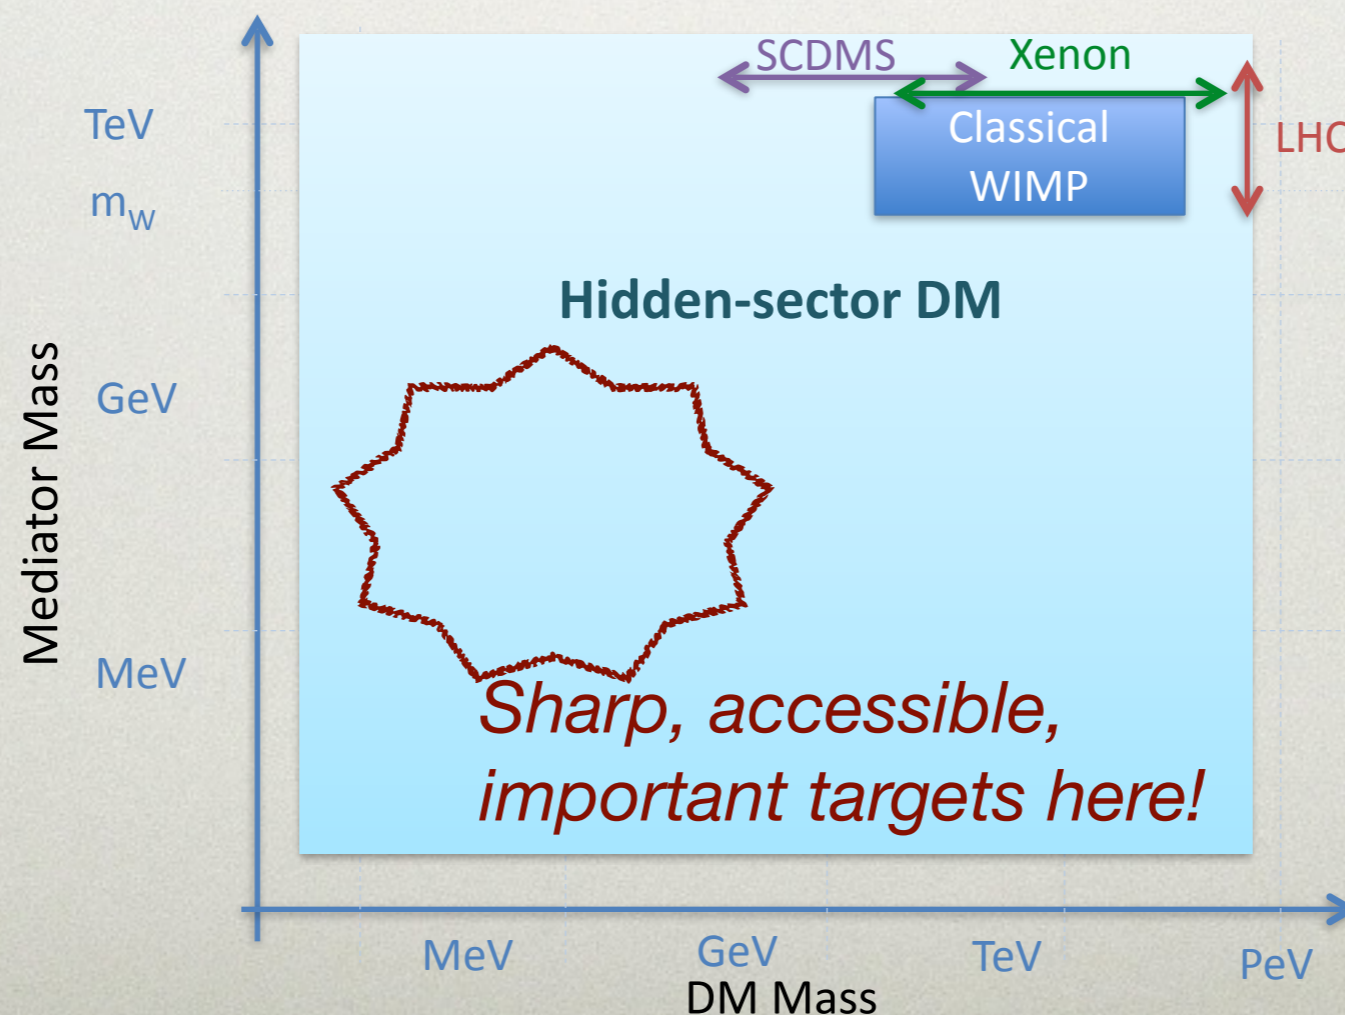 SCDMS
Xenon
TeV
Classical
WIMP
LHC
m_W
Hidden-sector DM
Mediator Mass
GeV
MeV
Sharp, accessible,
important targets here!
MeV
GeV
TeV
PeV
DM Mass